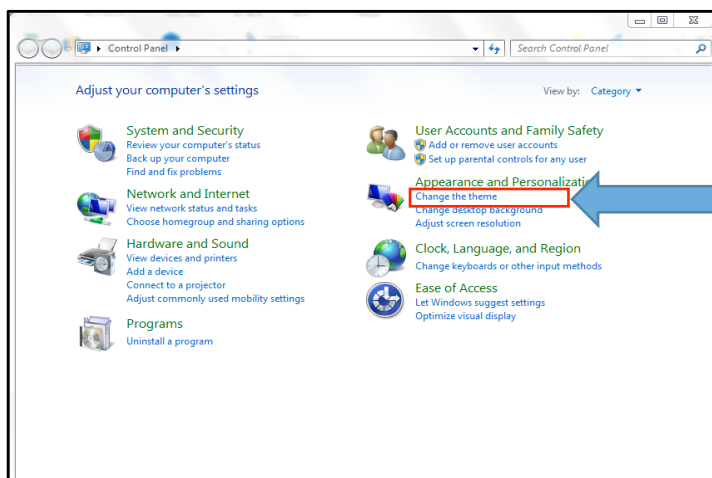 Control Panel
Search Control Panel
Adjust your computer's settings
View by: Category
System and Security
Review your computer's status
Back up your computer
Find and fix problems
Network and Internet
View network status and tasks
Choose homegroup and sharing options
Hardware and Sound
View devices and printers
Add a device
Connect to a projector
Adjust commonly used mobility settings
Programs
Uninstall a program
User Accounts and Family Safety
Add or remove user accounts
Set up parental controls for any user
Appearance and Personalizatio
Change the theme
Change desktop background
Adjust screen resolution
Clock, Language, and Region
Change keyboards or other input methods
Ease of Access
Let Windows suggest settings
Optimize visual display